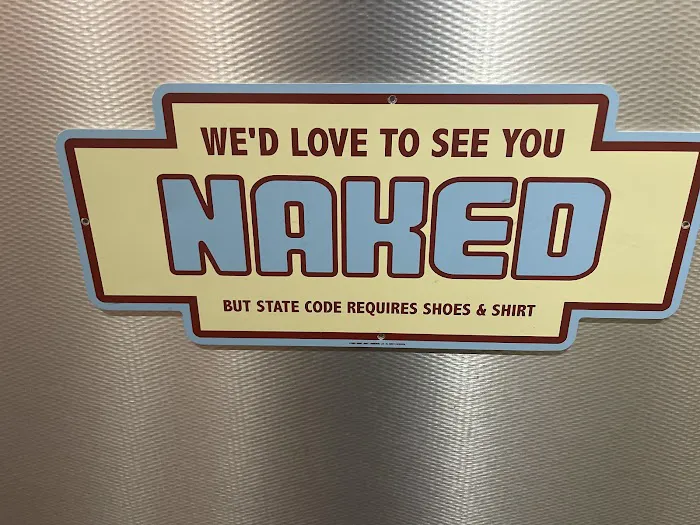 WE'D LOVE TO SEE YOU
NAKED
BUT STATE CODE REQUIRES SHOES & SHIRT